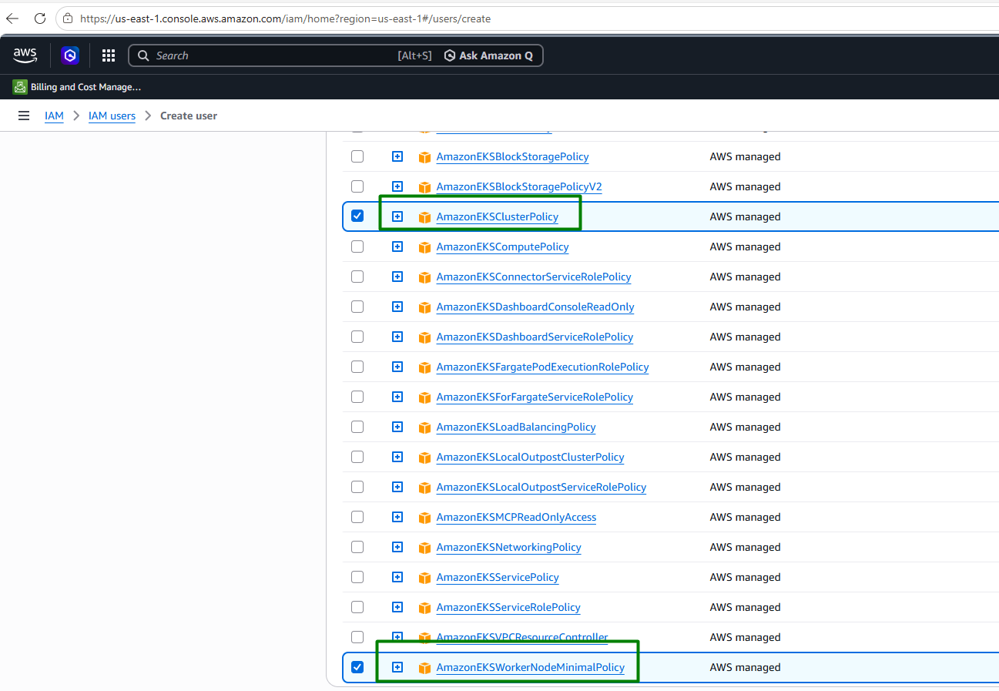 https://us-east-1.console.aws.amazon.com/iam/home?region=us-east-1#/users/create
aws Search [Alt+S] Ask Amazon Q
Billing and Cost Manage...
IAM > IAM users > Create user
AmazonEKSBlockStoragePolicy AWS managed
AmazonEKSBlockStoragePolicyV2 AWS managed
AmazonEKSClusterPolicy AWS managed
AmazonEKSComputePolicy AWS managed
AmazonEKSConnectorServiceRolePolicy AWS managed
AmazonEKSDashboardConsoleReadOnly AWS managed
AmazonEKSDashboardServiceRolePolicy AWS managed
AmazonEKSFargatePodExecutionRolePolicy AWS managed
AmazonEKSForFargateServiceRolePolicy AWS managed
AmazonEKSLoadBalancingPolicy AWS managed
AmazonEKSLocalOutpostClusterPolicy AWS managed
AmazonEKSLocalOutpostServiceRolePolicy AWS managed
AmazonEKSMCPReadOnlyAccess AWS managed
AmazonEKSNetworkingPolicy AWS managed
AmazonEKSServicePolicy AWS managed
AmazonEKSServiceRolePolicy AWS managed
AmazonEKSVPCResourceController AWS managed
AmazonEKSWorkerNodeMinimalPolicy AWS managed